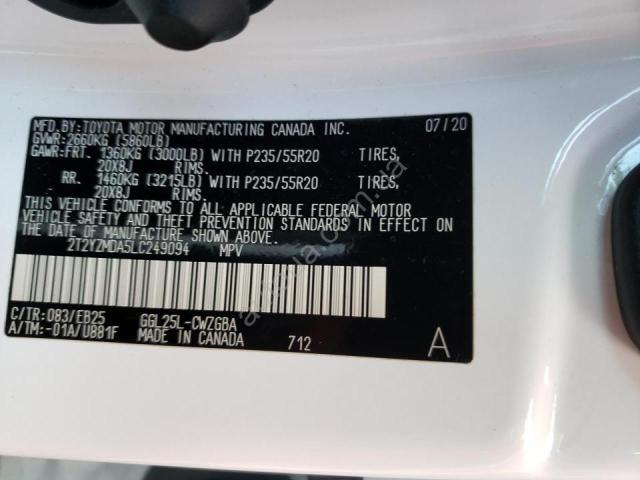 MFD.BY: TOYOTA MOTOR MANUFACTURING CANADA INC. 07/20
GVWR: 2660KG (5860LB)
GAWR: FRT. 1360KG (3000LB) WITH P235/55R20 TIRES,
20X8J RIMS.
RR. 1460KG (3215LB) WITH P235/55R20 TIRES,
20X8J RIMS.
THIS VEHICLE CONFORMS TO ALL APPLICABLE FEDERAL MOTOR
VEHICLE SAFETY AND THEFT PREVENTION STANDARDS IN EFFECT ON
THE DATE OF MANUFACTURE SHOWN ABOVE.
2T2YZMDA5LC249094 MPV
C/TR: 083/EB25 GGL25L-CWZGBA
A/TM: -01A/U881F MADE IN CANADA 712 A